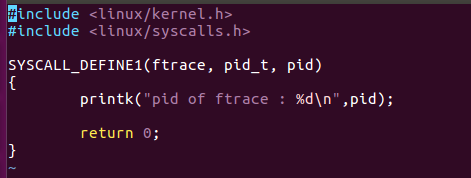 #include <linux/kernel.h>
#include <linux/syscalls.h>
SYSCALL_DEFINE1(ftrace, pid_t, pid)
{
        printk("pid of ftrace : %d\n",pid);
        return 0;
}
~